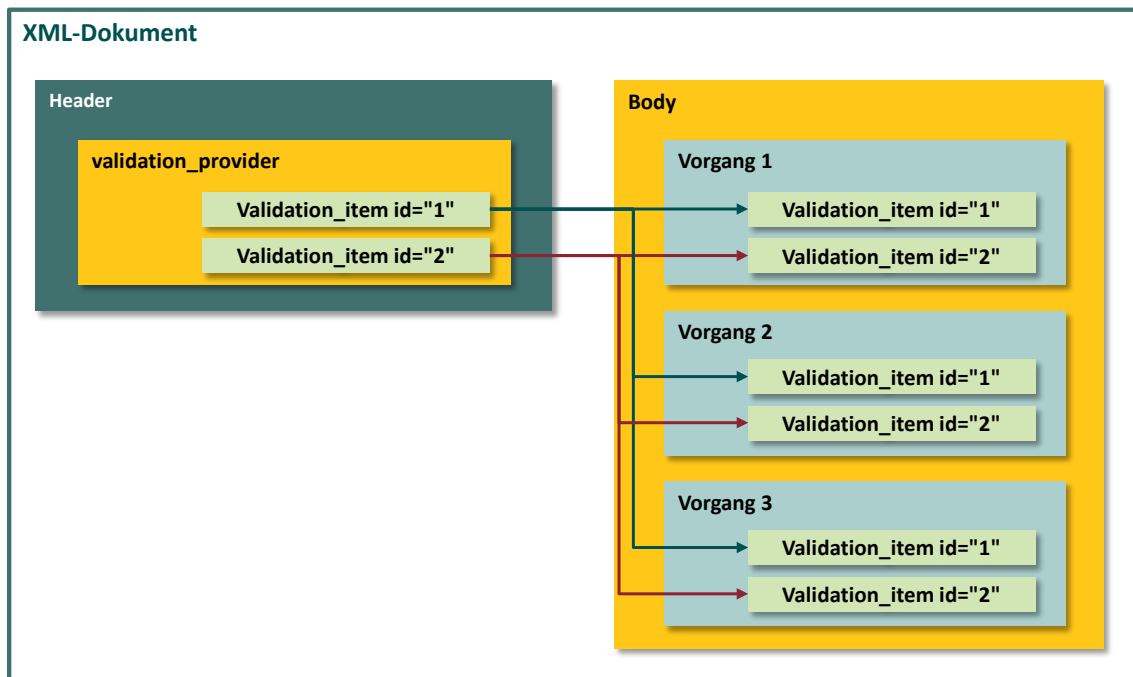 XML-Dokument
Header
validation_provider
Validation_item id="1"
Validation_item id="2"
Body
Vorgang 1
Validation_item id="1"
Validation_item id="2"
Vorgang 2
Validation_item id="1"
Validation_item id="2"
Vorgang 3
Validation_item id="1"
Validation_item id="2"